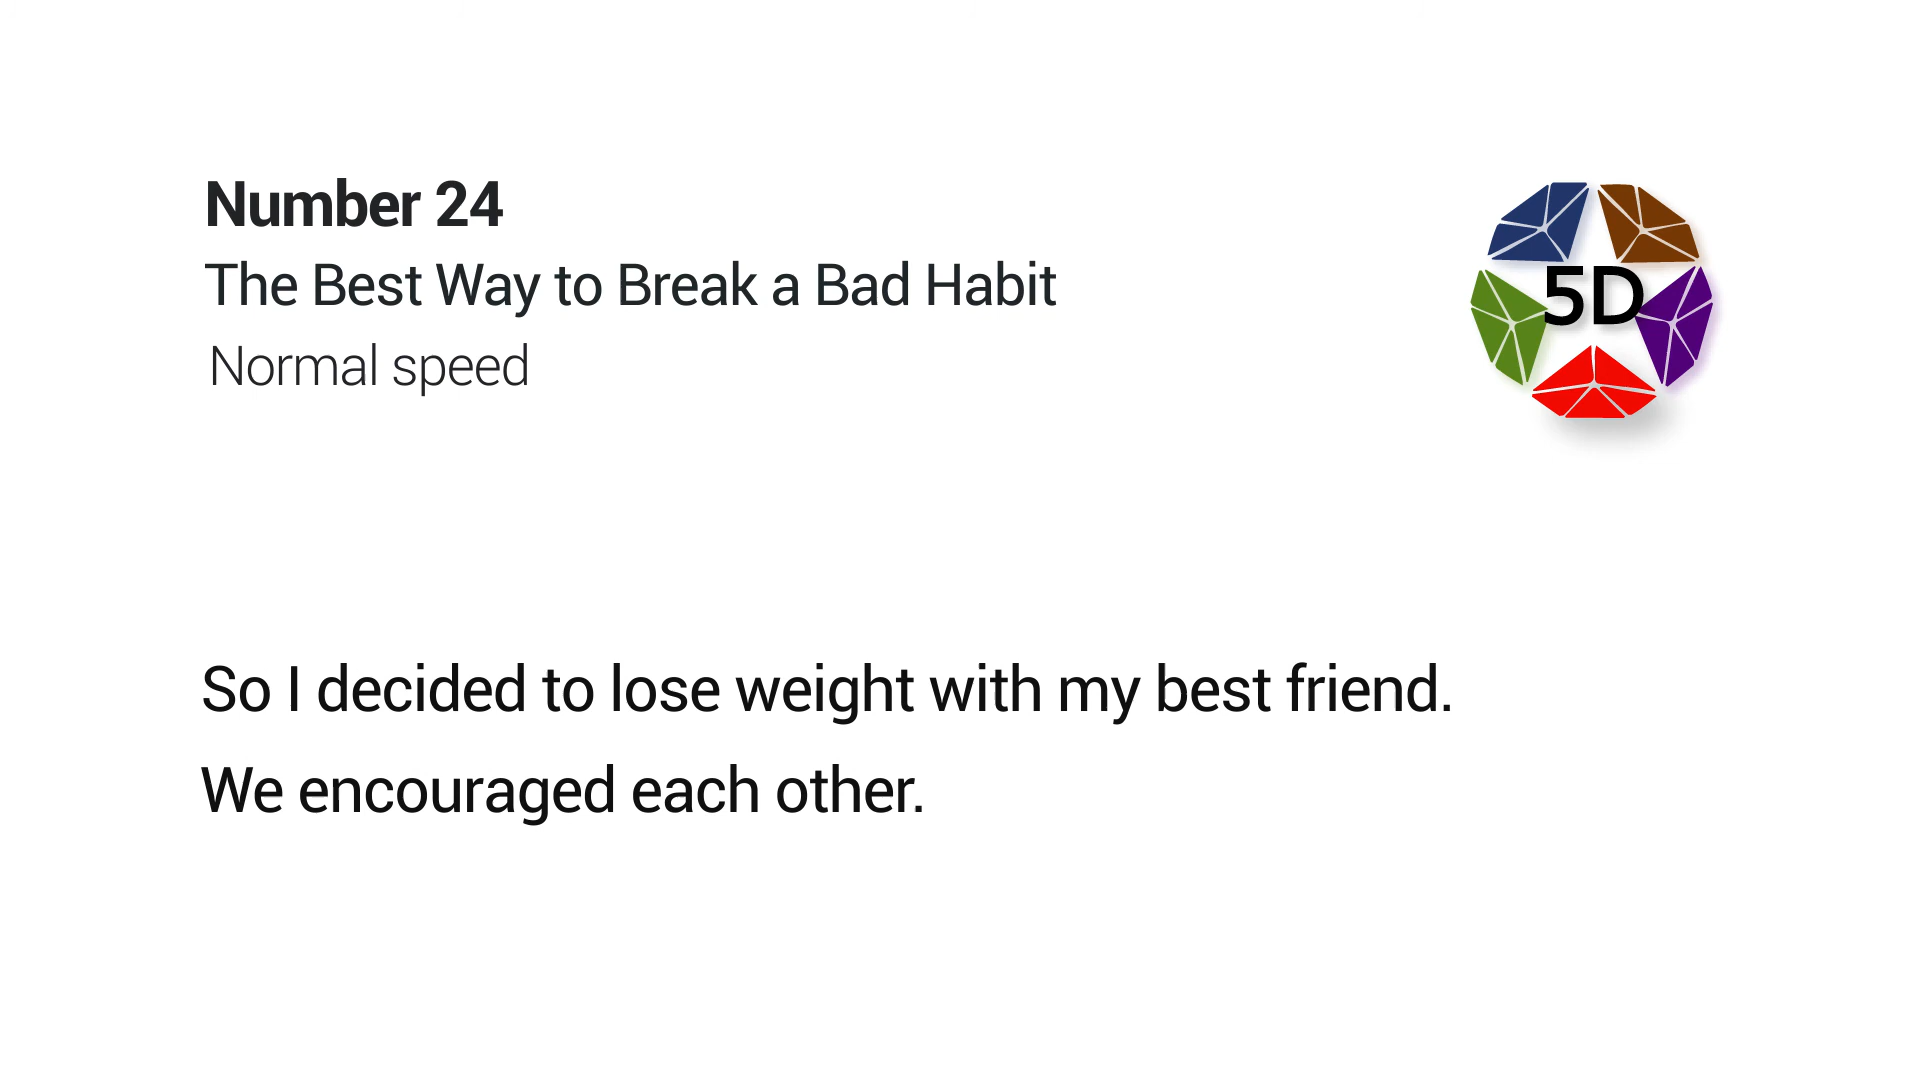 Number 24
The Best Way to Break a Bad Habit
Normal speed
5D
So I decided to lose weight with my best friend.
We encouraged each other.